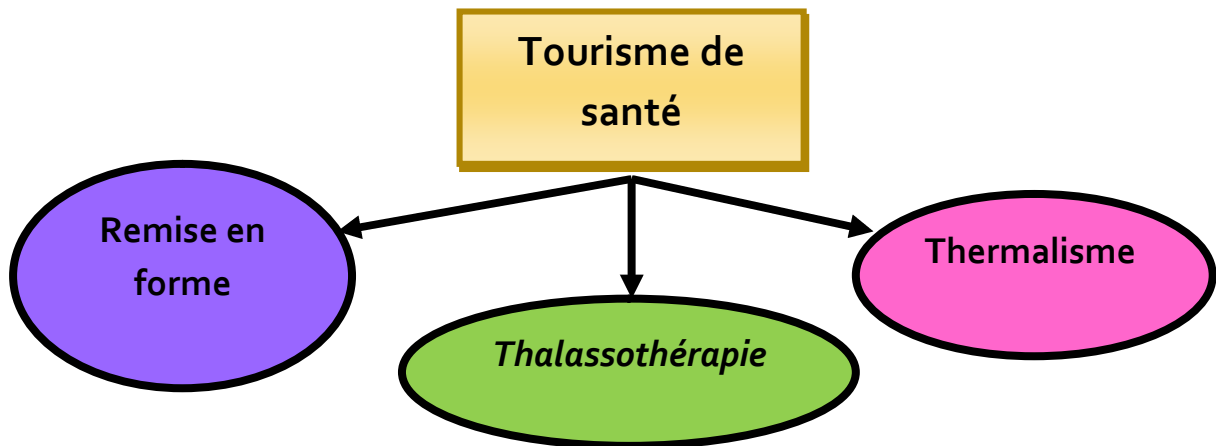 Tourisme de
santé
Remise en
forme
Thermalisme
Thalassothérapie